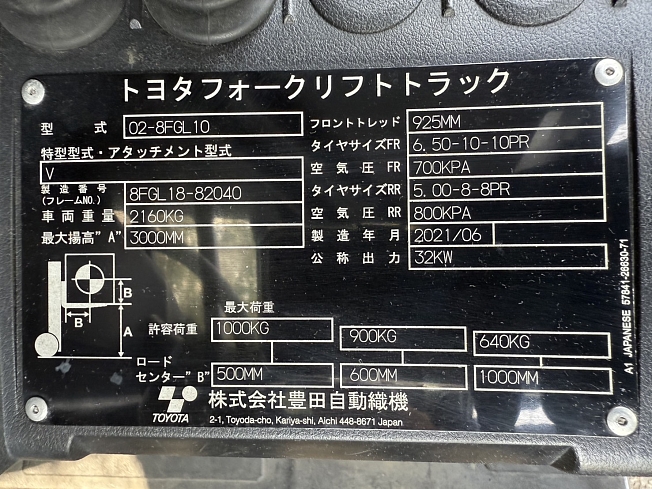 トヨタフォークリフトトラック
型 式 02-8FGL10
特型型式・アタッチメント型式
V
製造番号
(フレームNO.) 8FGL18-82040
車両重量 2160KG
最大揚高"A" 3000MM
フロントトレッド 925MM
タイヤサイズFR 6.50-10-10PR
空気圧FR 700KPA
タイヤサイズRR 5.00-8-8PR
空気圧RR 800KPA
製造年月 2021/06
公称出力 32KW
B
B
A
最大荷重
許容荷重 1000KG 900KG 640KG
ロード
センター"B" 500MM 600MM 1000MM
TOYOTA
株式会社豊田自動織機
2-1, Toyoda-cho, Kariya-shi, Aichi 448-8671 Japan
A1 JAPANESE 57841-26630-71